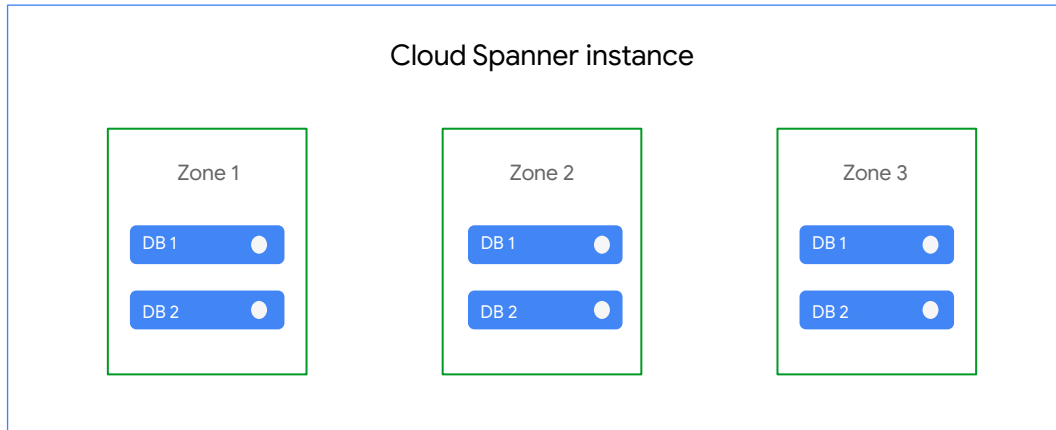 Cloud Spanner instance
Zone 1
DB 1
DB 2
Zone 2
DB 1
DB 2
Zone 3
DB 1
DB 2